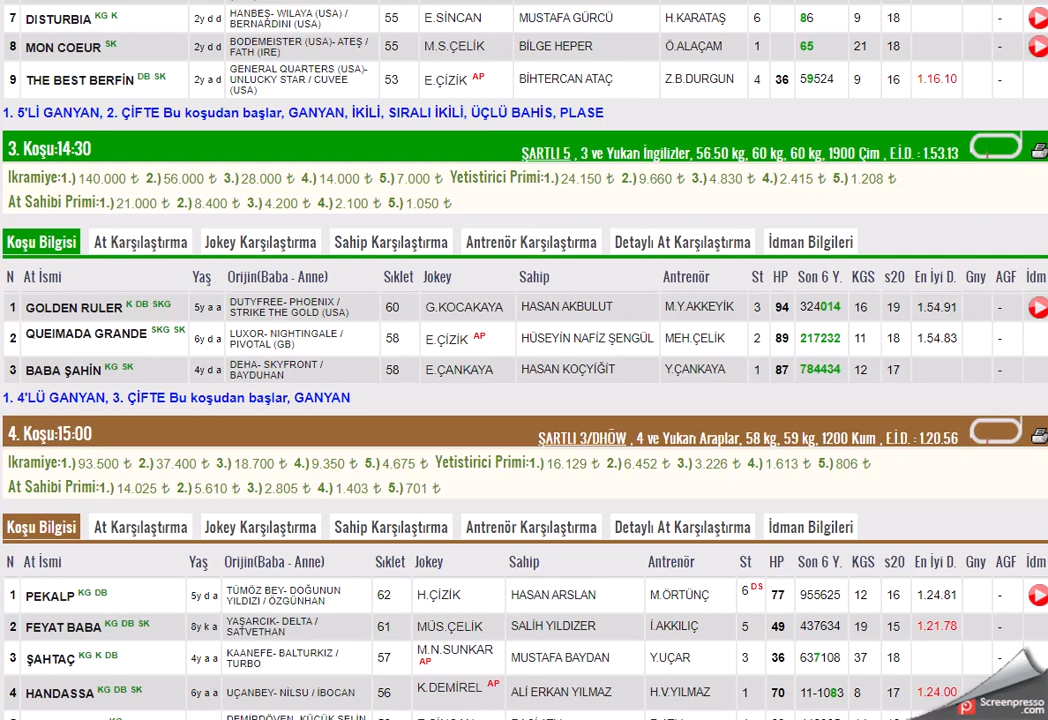 7 DISTURBIA KG K 2y d d HANBEŞ- WILAYA (USA) / BERNARDINI (USA) 55 E.SİNCAN MUSTAFA GÜRCÜ H.KARATAŞ 6 86 9 18 -
8 MON COEUR SK 2y d d BODEMEISTER (USA)- ATEŞ / FATH (IRE) 55 M.S.ÇELİK BİLGE HEPER Ö.ALAÇAM 1 65 21 18 -
9 THE BEST BERFİN DB SK 2y a d GENERAL QUARTERS (USA)- UNLUCKY STAR / CUVEE (USA) 53 E.ÇİZİK AP BİHTERCAN ATAÇ Z.B.DURGUN 4 36 59524 9 16 1.16.10 -
1. 5'Lİ GANYAN, 2. ÇİFTE Bu koşudan başlar, GANYAN, İKİLİ, SIRALI İKİLİ, ÜÇLÜ BAHİS, PLASE
3. Koşu:14:30 ŞARTLI 5 , 3 ve Yukarı İngilizler, 56.50 kg, 60 kg, 60 kg, 1900 Çim , E.İ.D. : 1.53.13
Ikramiye:1.) 140.000 ₺ 2.) 56.000 ₺ 3.) 28.000 ₺ 4.) 14.000 ₺ 5.) 7.000 ₺ Yetistirici Primi:1.) 24.150 ₺ 2.) 9.660 ₺ 3.) 4.830 ₺ 4.) 2.415 ₺ 5.) 1.208 ₺
At Sahibi Primi:1.) 21.000 ₺ 2.) 8.400 ₺ 3.) 4.200 ₺ 4.) 2.100 ₺ 5.) 1.050 ₺
Koşu Bilgisi At Karşılaştırma Jokey Karşılaştırma Sahip Karşılaştırma Antrenör Karşılaştırma Detaylı At Karşılaştırma İdman Bilgileri
N At İsmi Yaş Orijin(Baba - Anne) Sıklet Jokey Sahip Antrenör St HP Son 6 Y. KGS s20 En İyi D. Gny AGF İdm
1 GOLDEN RULER K DB SKG 5y a a DUTYFREE- PHOENIX / STRIKE THE GOLD (USA) 60 G.KOCAKAYA HASAN AKBULUT M.Y.AKKEYİK 3 94 324014 16 19 1.54.91 -
2 QUEIMADA GRANDE SKG SK 6y d a LUXOR- NIGHTINGALE / PIVOTAL (GB) 58 E.ÇİZİK AP HÜSEYİN NAFİZ ŞENGÜL MEH.ÇELİK 2 89 217232 11 18 1.54.83 -
3 BABA ŞAHİN KG SK 4y d a DEHA- SKYFRONT / BAYDUHAN 58 E.ÇANKAYA HASAN KOÇYİĞİT Y.ÇANKAYA 1 87 784434 12 17 -
1. 4'LÜ GANYAN, 3. ÇİFTE Bu koşudan başlar, GANYAN
4. Koşu:15:00 ŞARTLI 3/DHÖW , 4 ve Yukarı Araplar, 58 kg, 59 kg, 1200 Kum , E.İ.D. : 1.20.56
Ikramiye:1.) 93.500 ₺ 2.) 37.400 ₺ 3.) 18.700 ₺ 4.) 9.350 ₺ 5.) 4.675 ₺ Yetistirici Primi:1.) 16.129 ₺ 2.) 6.452 ₺ 3.) 3.226 ₺ 4.) 1.613 ₺ 5.) 806 ₺
At Sahibi Primi:1.) 14.025 ₺ 2.) 5.610 ₺ 3.) 2.805 ₺ 4.) 1.403 ₺ 5.) 701 ₺
Koşu Bilgisi At Karşılaştırma Jokey Karşılaştırma Sahip Karşılaştırma Antrenör Karşılaştırma Detaylı At Karşılaştırma İdman Bilgileri
N At İsmi Yaş Orijin(Baba - Anne) Sıklet Jokey Sahip Antrenör St HP Son 6 Y. KGS s20 En İyi D. Gny AGF İdm
1 PEKALP KG DB 5y d a TÜMÖZ BEY- DOĞUNUN YILDIZI / ÖZGÜNHAN 62 H.ÇİZİK HASAN ARSLAN M.ÖRTÜNÇ 6 DS 77 955625 12 16 1.24.81 -
2 FEYAT BABA KG DB SK 8y k a YAŞARCIK- DELTA / SATVETHAN 61 MÜS.ÇELİK SALİH YILDIZER İ.AKKILIÇ 5 49 437634 19 15 1.21.78 -
3 ŞAHTAÇ KG K DB 4y a a KAANEFE- BALTURKIZ / TURBO 57 M.N.SUNKAR AP MUSTAFA BAYDAN Y.UÇAR 3 36 637108 37 18 -
4 HANDASSA KG DB SK 6y a a UÇANBEY- NİLSU / İBOCAN 56 K.DEMİREL AP ALİ ERKAN YILMAZ H.V.YILMAZ 1 70 11-1083 8 17 1.24.00 -
Screenpresso .com